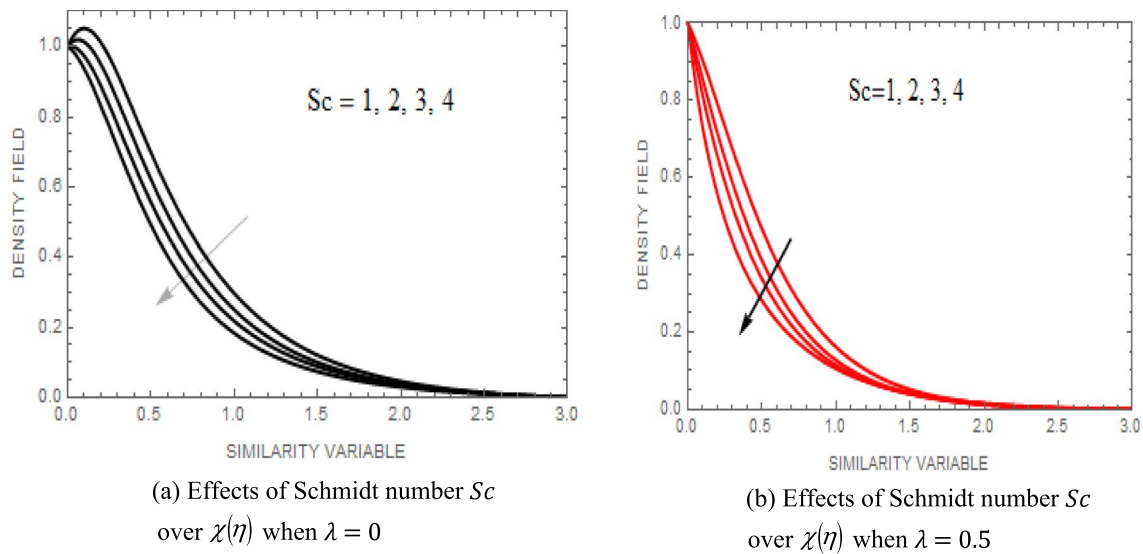 1.0
0.8
0.6
0.4
0.2
0.0
DENSITY FIELD
Sc = 1, 2, 3, 4
0.0 0.5 1.0 1.5 2.0 2.5 3.0
SIMILARITY VARIABLE
(a) Effects of Schmidt number Sc
over χ(η) when λ = 0
1.0
0.8
0.6
0.4
0.2
0.0
DENSITY FIELD
Sc=1, 2, 3, 4
0.0 0.5 1.0 1.5 2.0 2.5 3.0
SIMILARITY VARIABLE
(b) Effects of Schmidt number Sc
over χ(η) when λ = 0.5